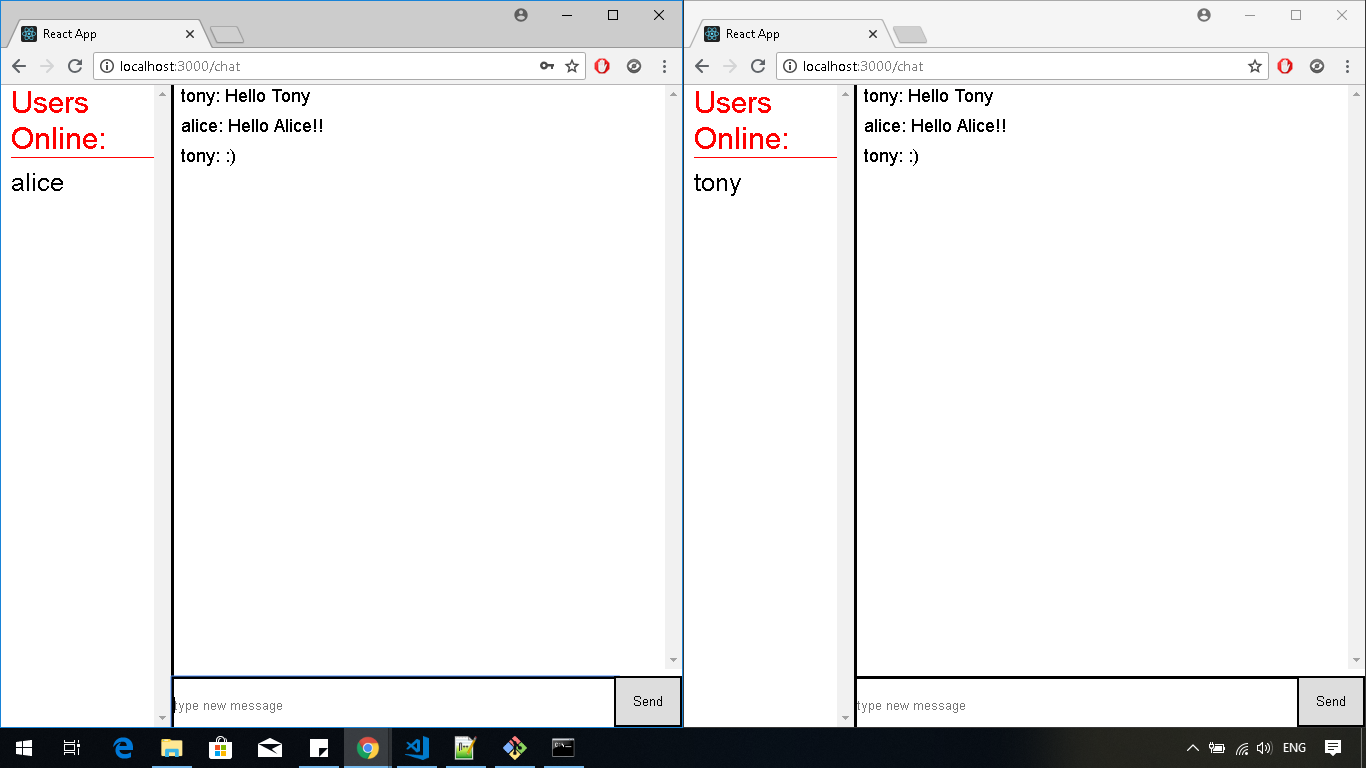 React App
localhost:3000/chat
Users
Online:
alice
tony: Hello Tony
alice: Hello Alice!!
tony: :)
type new message
Send
React App
localhost:3000/chat
Users
Online:
tony
tony: Hello Tony
alice: Hello Alice!!
tony: :)
type new message
Send
ENG